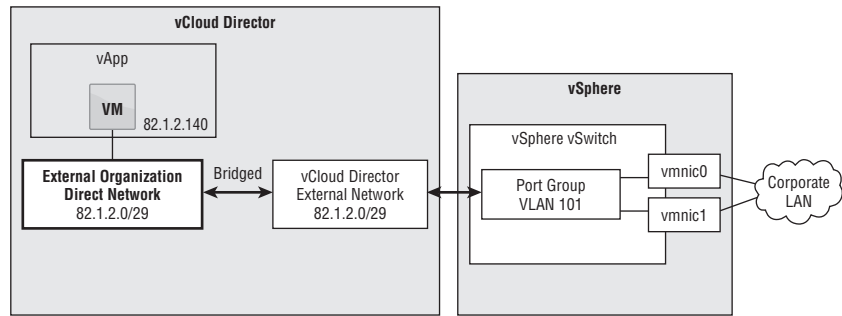 vCloud Director
vApp
VM
82.1.2.140
External Organization
Direct Network
82.1.2.0/29
Bridged
vCloud Director
External Network
82.1.2.0/29
vSphere
vSphere vSwitch
Port Group
VLAN 101
vmnic0
vmnic1
Corporate
LAN